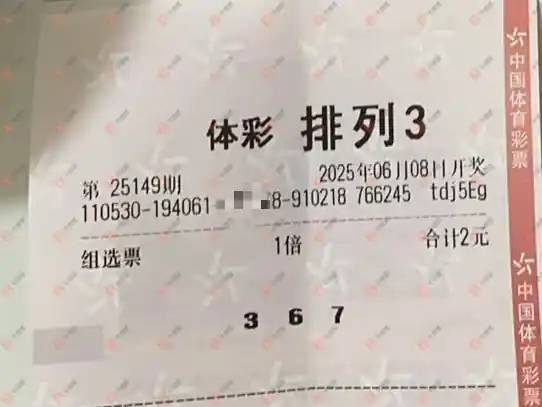 体彩 排列3
第 25149期
2025年06月08日开奖
110530-194061-
8-910218 766245 tdj5Eg
组选票 1倍 合计2元
3 6 7
中国体育彩票
中国体育彩票